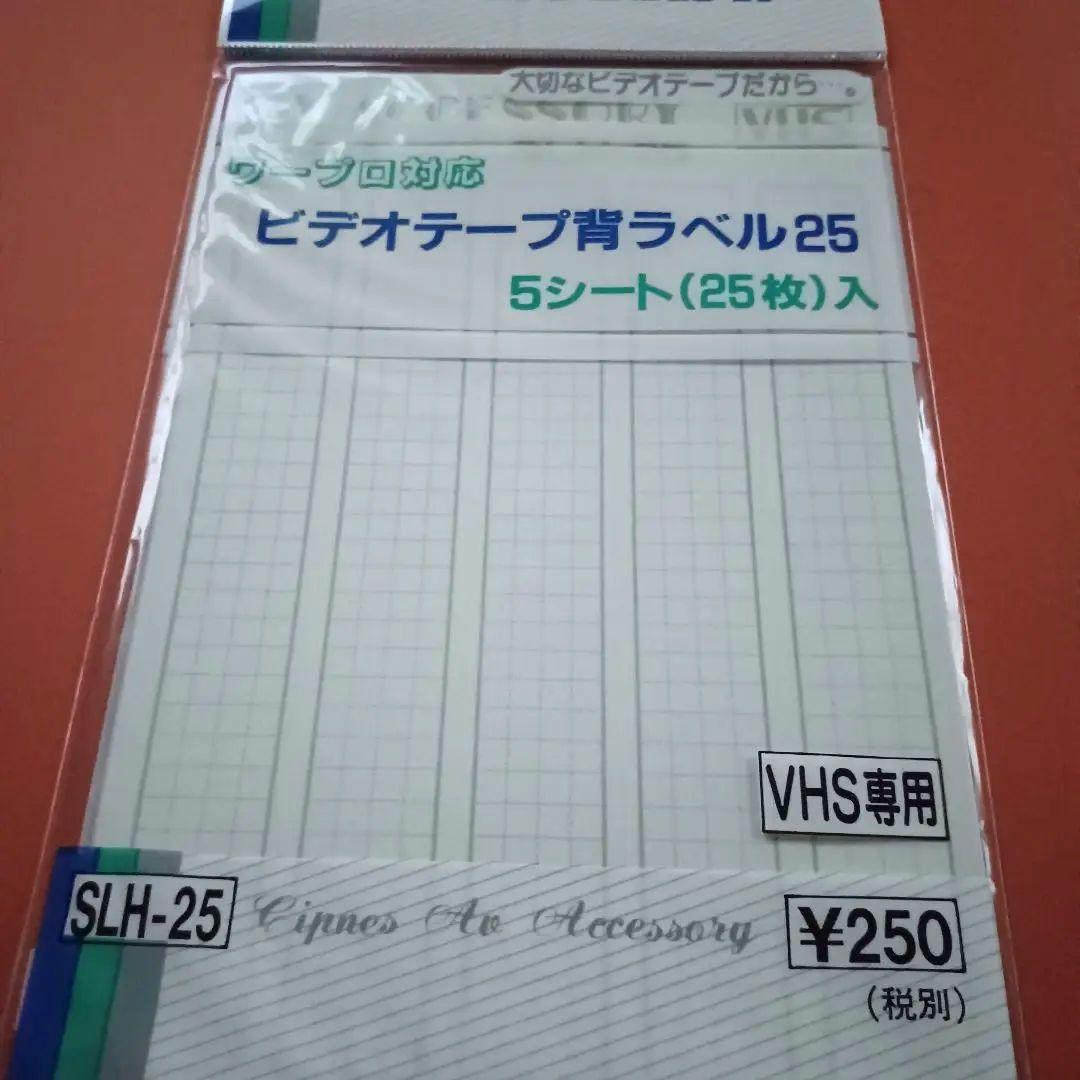 大切なビデオテープだから…。
ACCESSORY VHS
ワープロ対応
ビデオテープ背ラベル25
5シート(25枚)入
VHS専用
SLH-25 Cipnes Av Accessory ¥250
(税別)